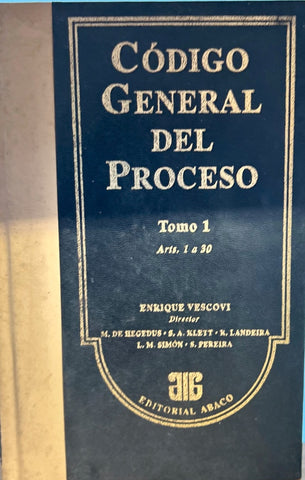 CÓDIGO
GENERAL
DEL
PROCESO
Tomo 1
Arts. 1 a 30
ENRIQUE VESCOVI
Director
M. DE HEGEDUS · S. A. KLETT · R. LANDEIRA
L. M. SIMÓN · S. PEREIRA
EDITORIAL ABACO